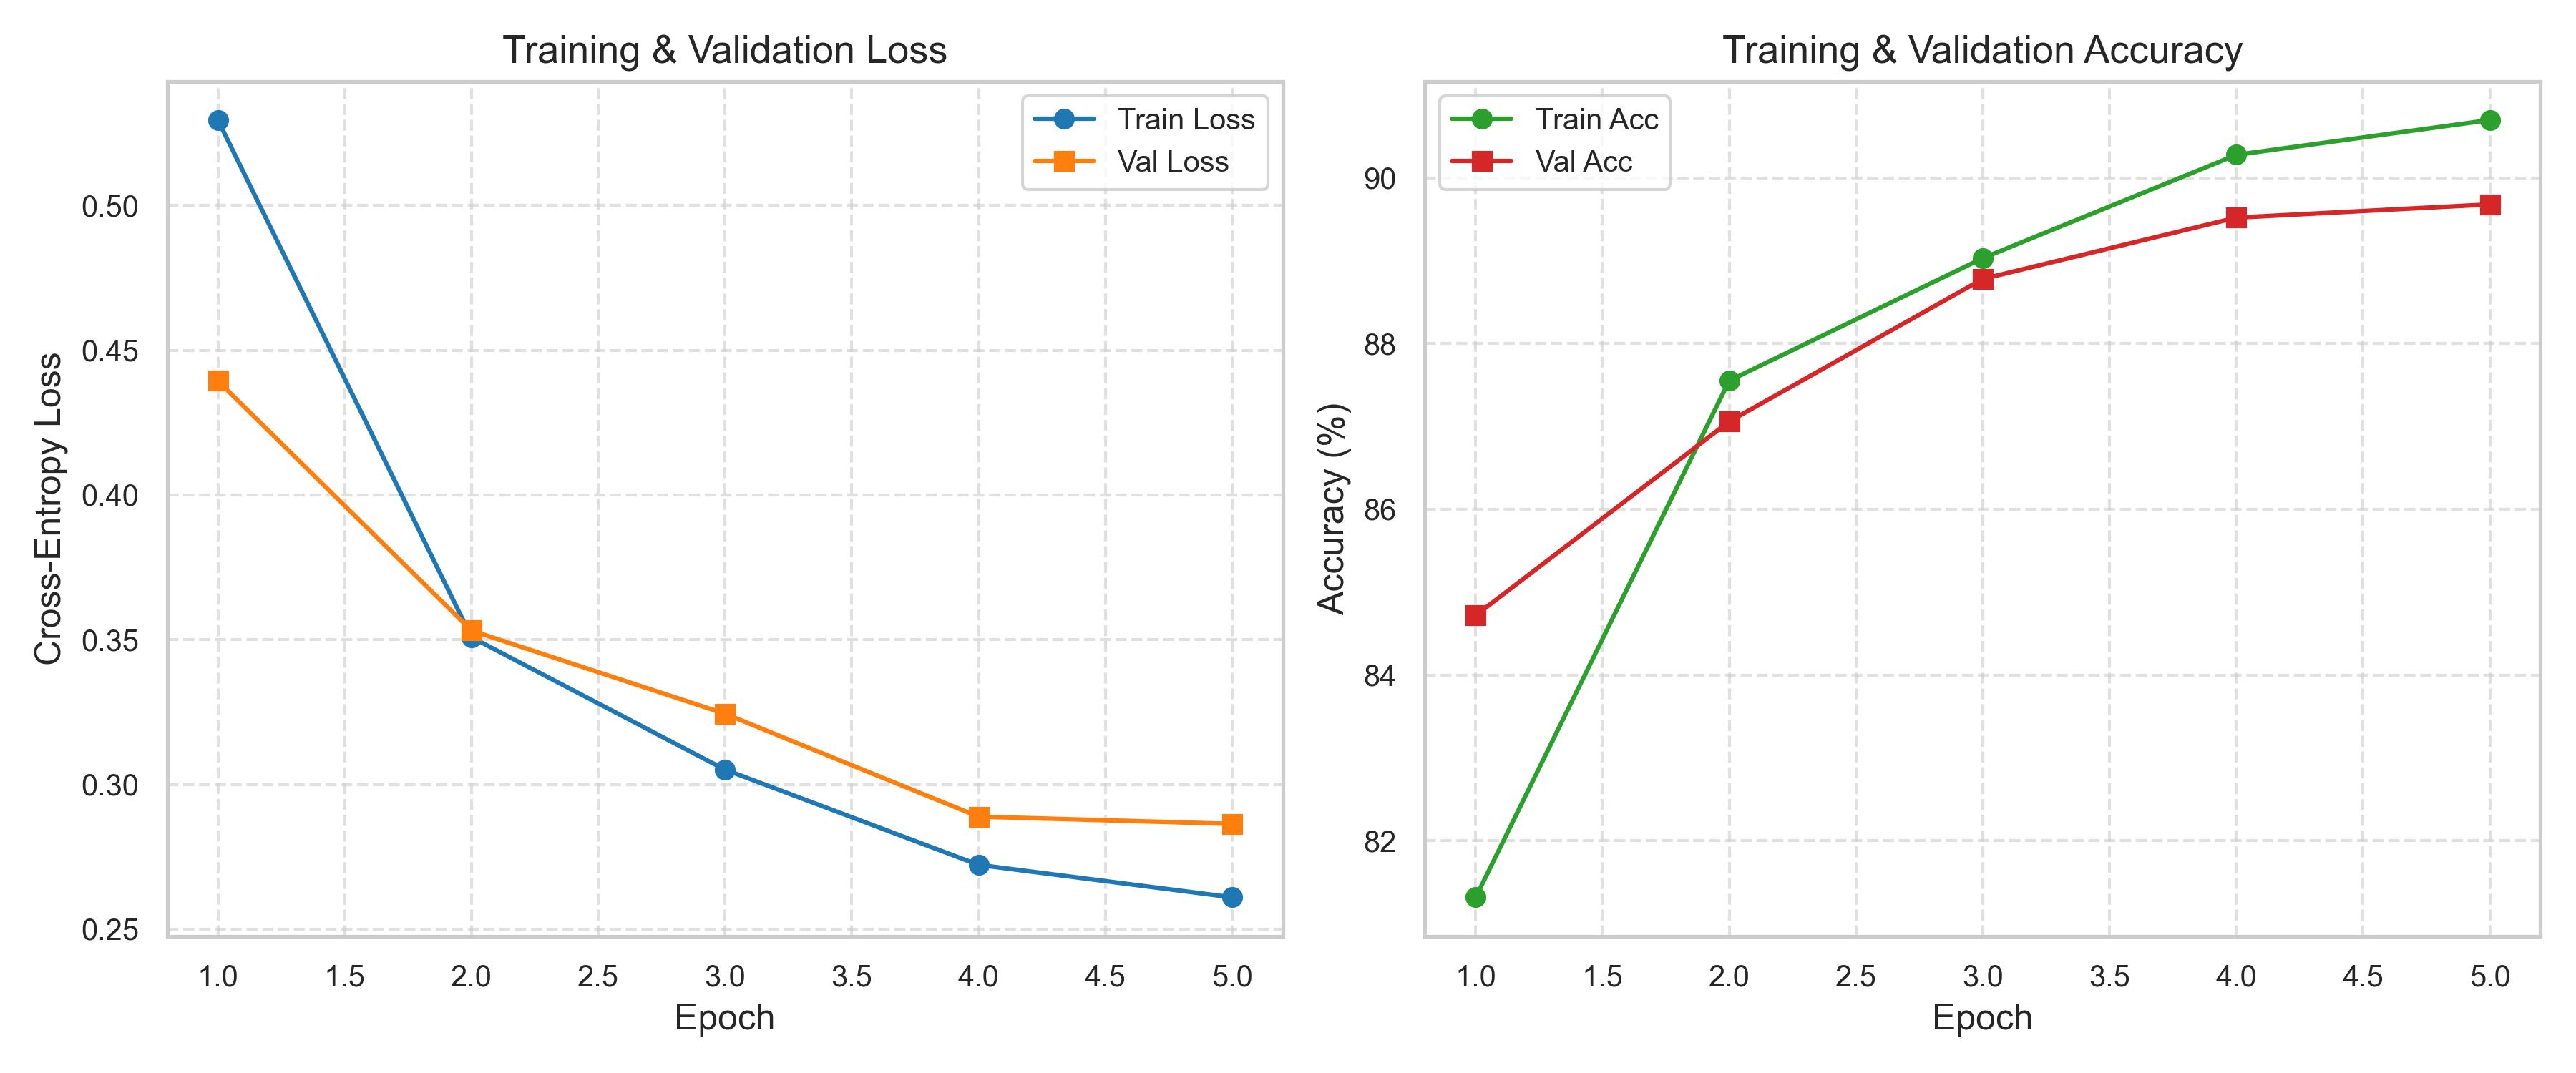 Training & Validation Loss
Train Loss
Val Loss
Cross-Entropy Loss
0.50
0.45
0.40
0.35
0.30
0.25
1.0 1.5 2.0 2.5 3.0 3.5 4.0 4.5 5.0
Epoch
Training & Validation Accuracy
Train Acc
Val Acc
Accuracy (%)
90
88
86
84
82
1.0 1.5 2.0 2.5 3.0 3.5 4.0 4.5 5.0
Epoch